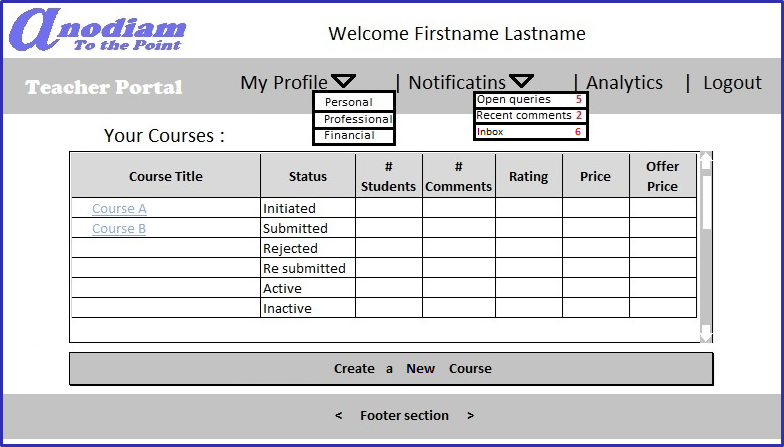 Anodiam
To the Point
Welcome Firstname Lastname
Teacher Portal
My Profile | Notificatins | Analytics | Logout
Personal
Professional
Financial
Open queries 5
Recent comments 2
Inbox 6
Your Courses :
Course Title Status # Students # Comments Rating Price Offer Price
Course A Initiated
Course B Submitted
Rejected
Re submitted
Active
Inactive
Create a New Course
< Footer section >